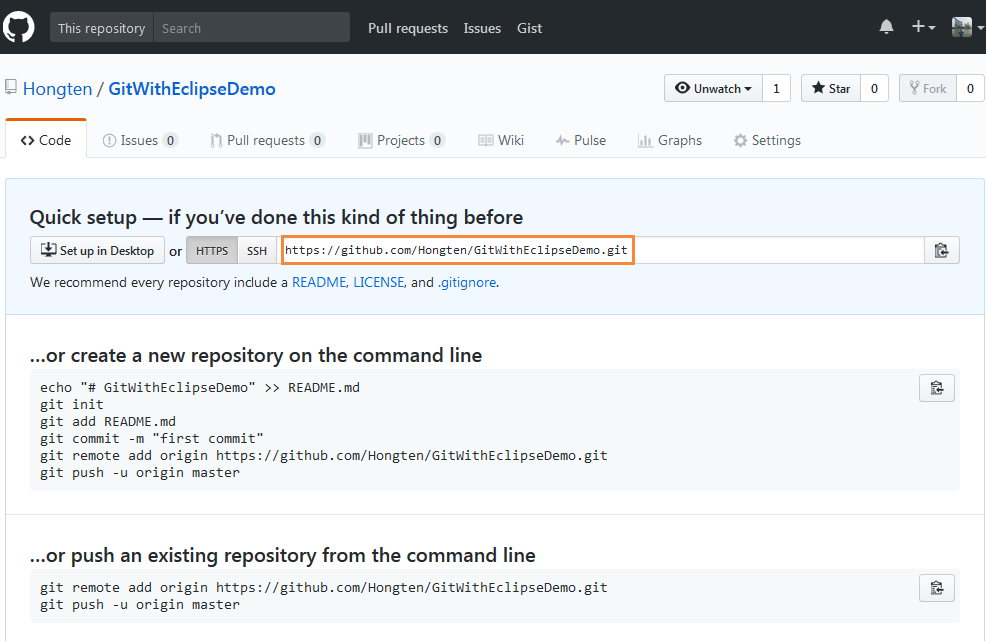 This repository Search Pull requests Issues Gist
Hongten / GitWithEclipseDemo Unwatch 1 Star 0 Fork 0
Code Issues 0 Pull requests 0 Projects 0 Wiki Pulse Graphs Settings
Quick setup — if you’ve done this kind of thing before
Set up in Desktop or HTTPS SSH https://github.com/Hongten/GitWithEclipseDemo.git
We recommend every repository include a README, LICENSE, and .gitignore.
…or create a new repository on the command line
echo "# GitWithEclipseDemo" >> README.md
git init
git add README.md
git commit -m "first commit"
git remote add origin https://github.com/Hongten/GitWithEclipseDemo.git
git push -u origin master
…or push an existing repository from the command line
git remote add origin https://github.com/Hongten/GitWithEclipseDemo.git
git push -u origin master